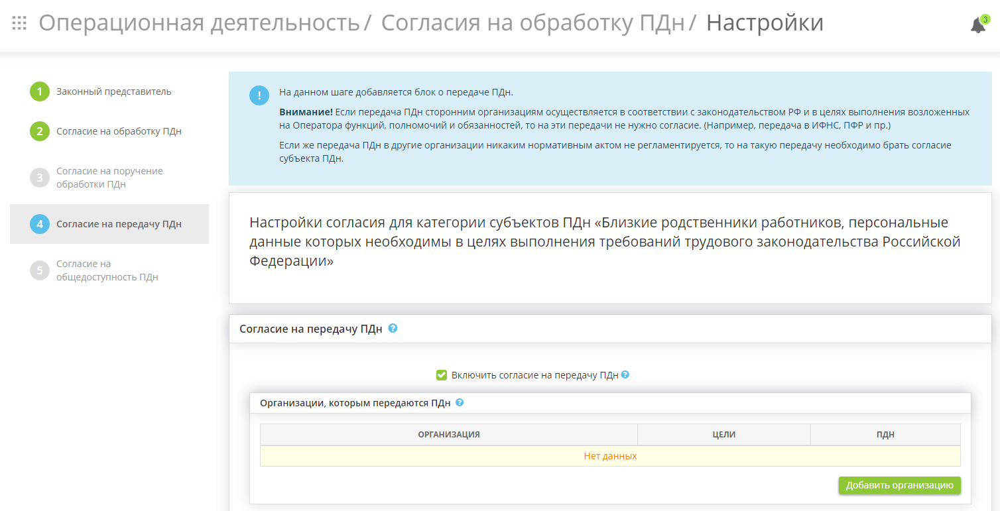 Операционная деятельность / Согласия на обработку ПДн / Настройки
3
1 Законный представитель
2 Согласие на обработку ПДн
3 Согласие на поручение
обработки ПДн
4 Согласие на передачу ПДн
5 Согласие на
общедоступность ПДн
! На данном шаге добавляется блок о передаче ПДн.
Внимание! Если передача ПДн сторонним организациям осуществляется в соответствии с законодательством РФ и в целях выполнения возложенных
на Оператора функций, полномочий и обязанностей, то на эти передачи не нужно согласие. (Например, передача в ИФНС, ПФР и пр.)
Если же передача ПДн в другие организации никаким нормативным актом не регламентируется, то на такую передачу необходимо брать согласие
субъекта ПДн.
Настройки согласия для категории субъектов ПДн «Близкие родственники работников, персональные
данные которых необходимы в целях выполнения требований трудового законодательства Российской
Федерации»
Согласие на передачу ПДн ?
Включить согласие на передачу ПДн ?
Организации, которым передаются ПДн ?
ОРГАНИЗАЦИЯ ЦЕЛИ ПДН
Нет данных
Добавить организацию